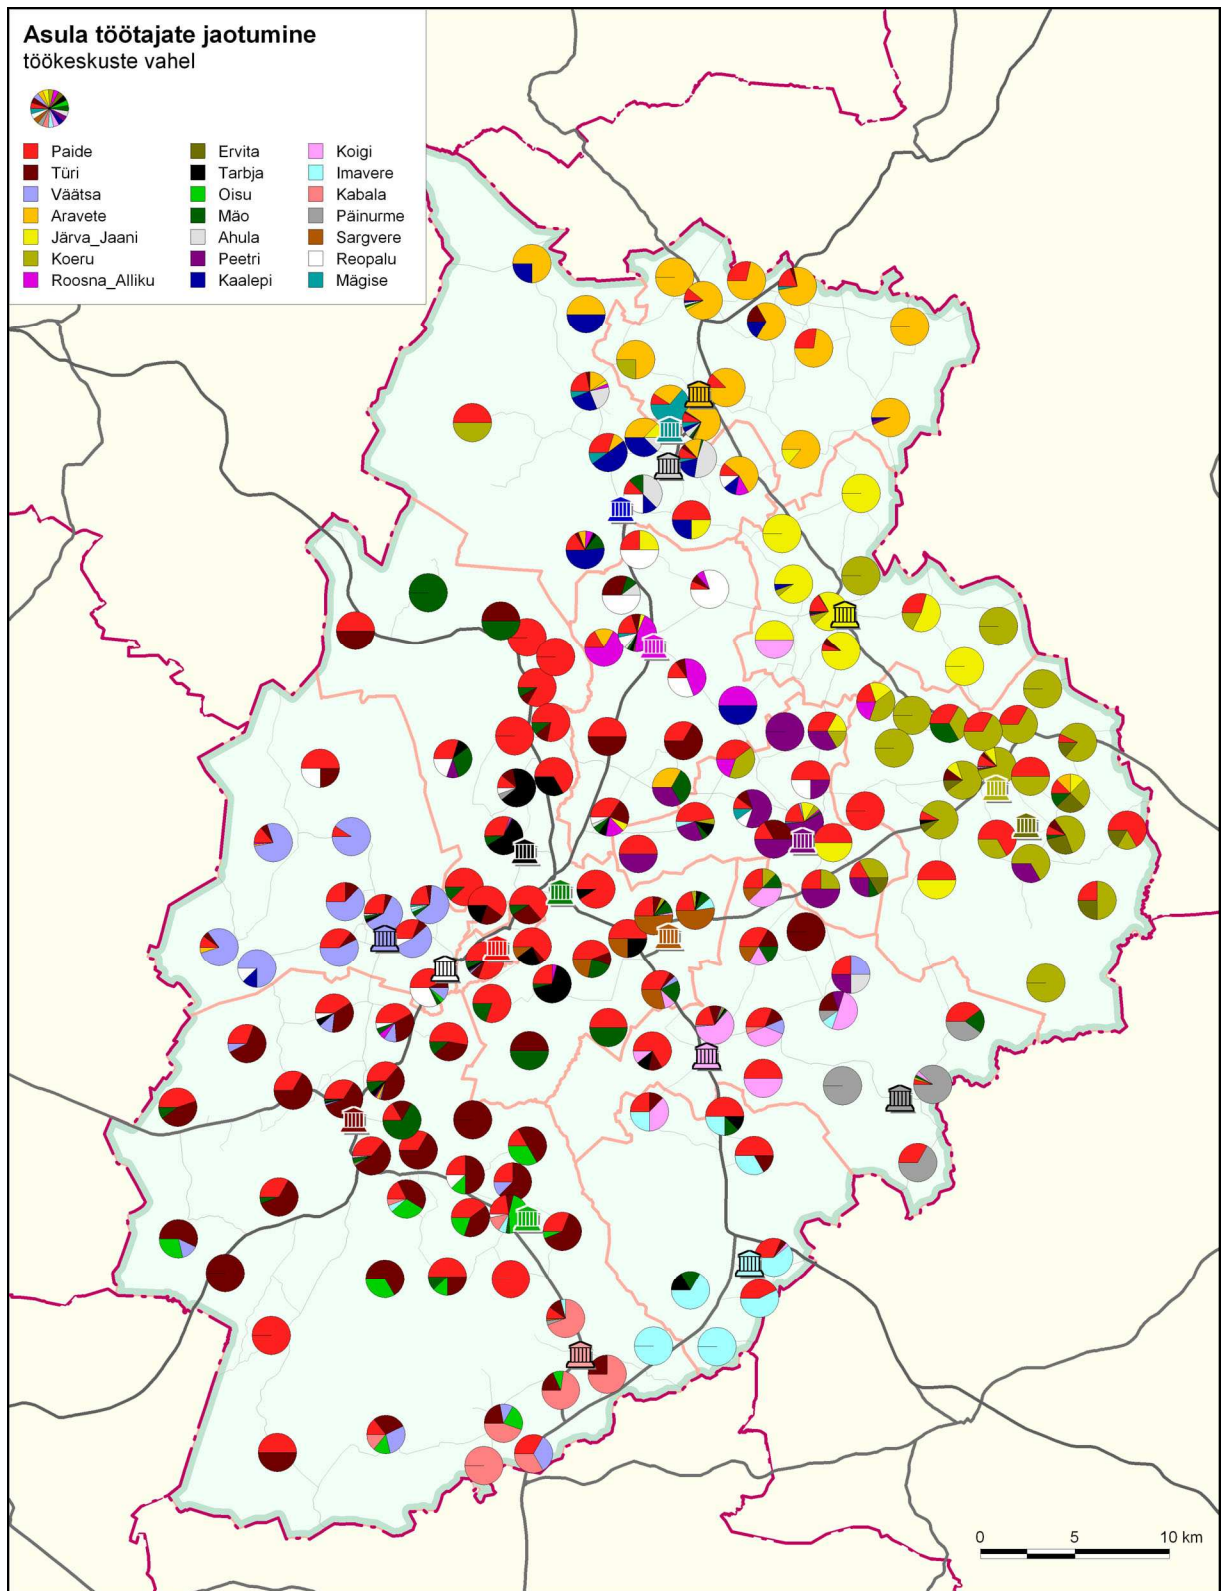 Asula töötajate jaotumine
töökeskuste vahel
Paide
Türi
Väätsa
Aravete
Järva_Jaani
Koeru
Roosna_Alliku
Ervita
Tarbja
Oisu
Mäo
Ahula
Peetri
Kaalepi
Koigi
Imavere
Kabala
Päinurme
Sargvere
Reopalu
Mägise
0 5 10 km